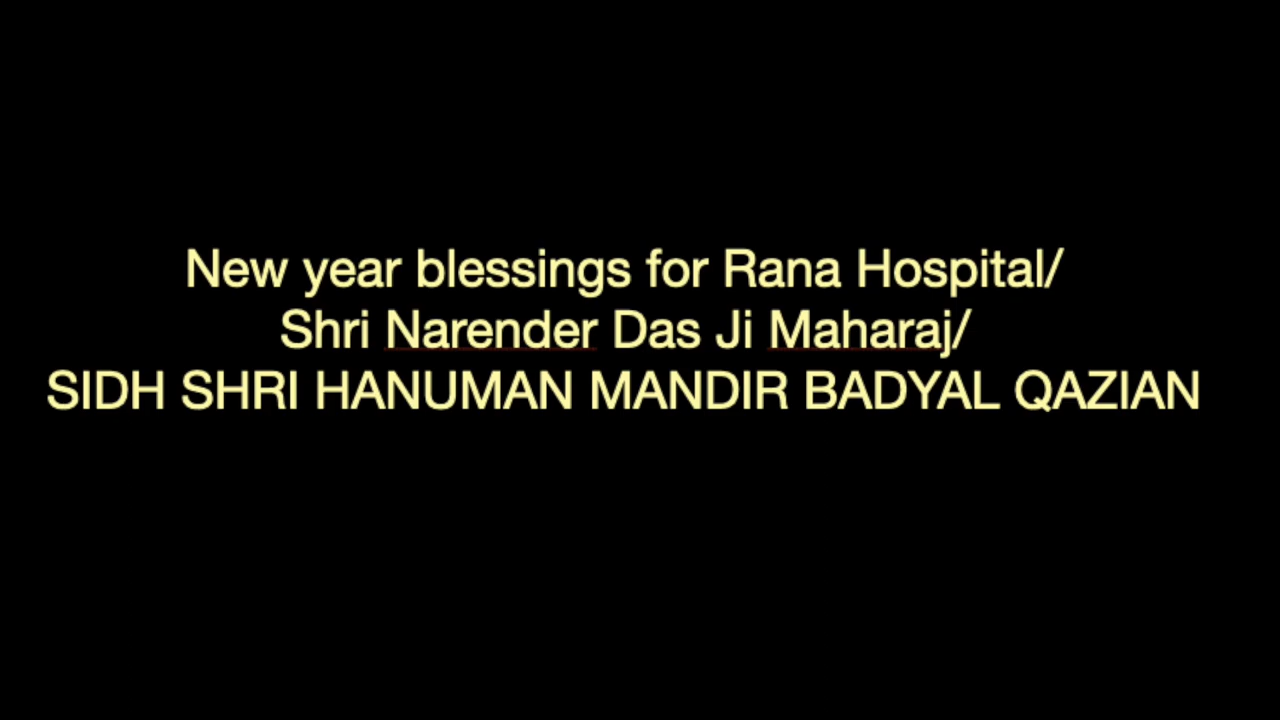 New year blessings for Rana Hospital/
Shri Narender Das Ji Maharaj/
SIDH SHRI HANUMAN MANDIR BADYAL QAZIAN